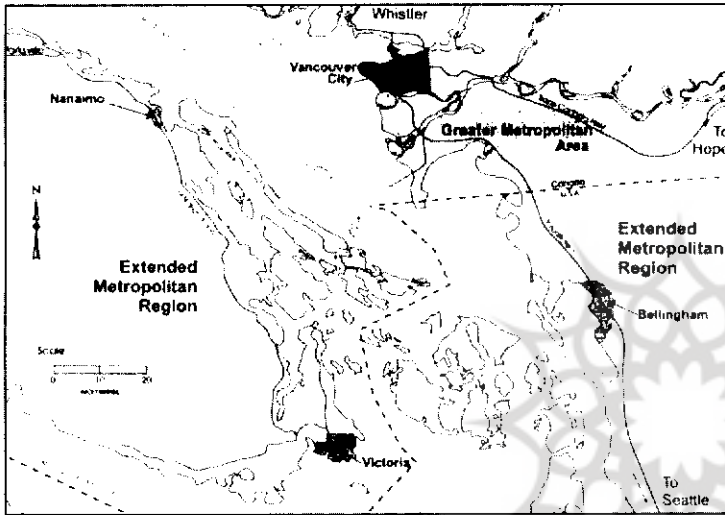 Whistler
Vancouver
City
Nanaimo
Greater Metropolitan
Area
To
Hope
Canada
U.S.A.
N
Extended
Metropolitan
Region
Extended
Metropolitan
Region
Bellingham
Scale
0 10 20
Victoria
To
Seattle